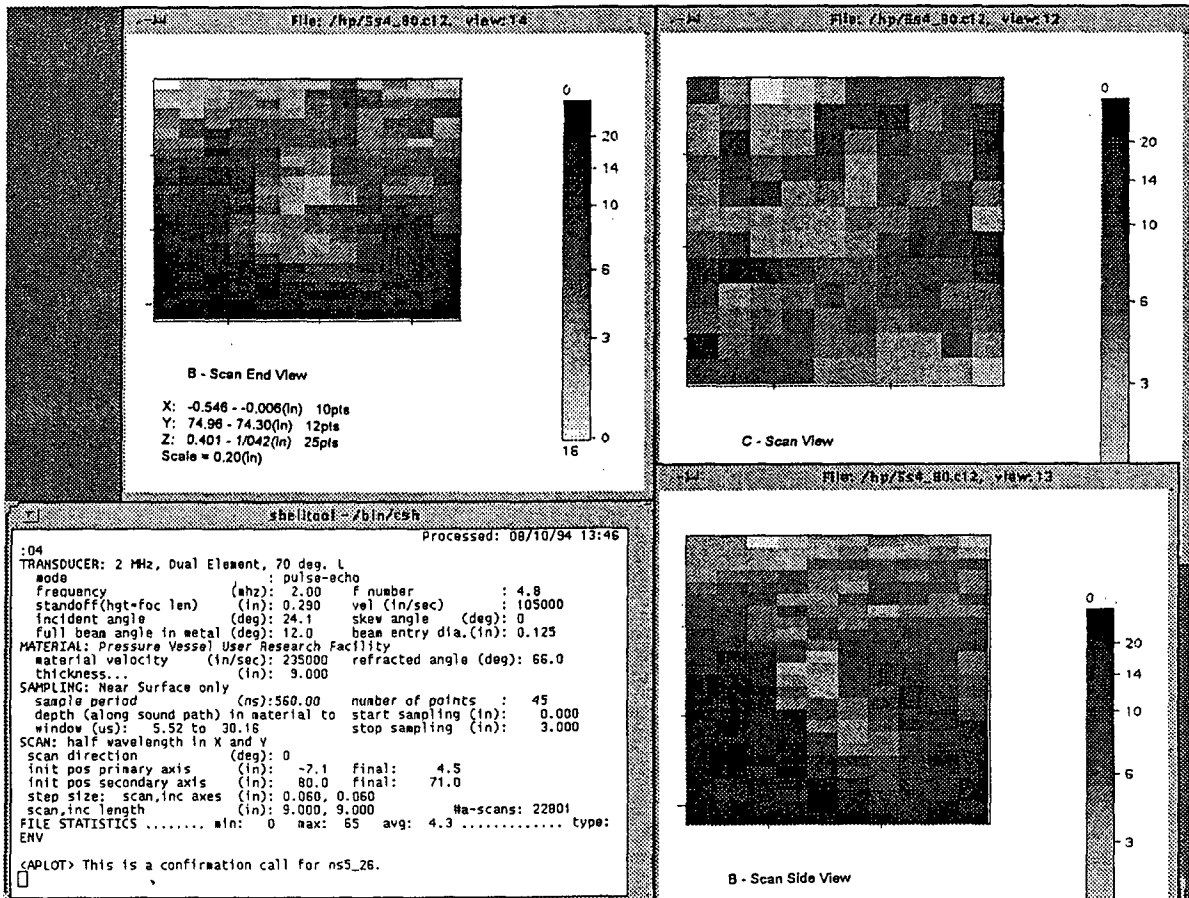 File: /hp/5s4_80.c12, view:14
0
20
14
10
6
3
0
16
B - Scan End View
X: -0.546 - -0.006(in) 10pts
Y: 74.96 - 74.30(in) 12pts
Z: 0.401 - 1/042(in) 25pts
Scale = 0.20(in)
File: /hp/5s4_80.c12, view:12
0
20
14
10
6
3
C - Scan View
shelltool - /bin/csh
Processed: 08/10/94 13:46
:04
TRANSDUCER: 2 MHz, Dual Element, 70 deg. L
mode : pulse-echo
frequency (mhz): 2.00 f number : 4.8
standoff(hgt=foc len) (in): 0.290 vel (in/sec) : 105000
incident angle (deg): 24.1 skew angle (deg): 0
full beam angle in metal (deg): 12.0 beam entry dia.(in): 0.125
MATERIAL: Pressure Vessel User Research Facility
material velocity (in/sec): 235000 refracted angle (deg): 66.0
thickness... (in): 9.000
SAMPLING: Near Surface only
sample period (ns):560.00 number of points : 45
depth (along sound path) in material to start sampling (in): 0.000
window (us): 5.52 to 30.16 stop sampling (in): 3.000
SCAN: half wavelength in X and Y
scan direction (deg): 0
init pos primary axis (in): -7.1 final: 4.5
init pos secondary axis (in): 80.0 final: 71.0
step size: scan,inc axes (in): 0.060, 0.060
scan,inc length (in): 9.000, 9.000 #a-scans: 22801
FILE STATISTICS ........ min: 0 max: 65 avg: 4.3 ............. type:
ENV
<APLOT> This is a confirmation call for ns5_26.
File: /hp/5s4_80.c12, view:13
0
20
14
10
6
3
B - Scan Side View